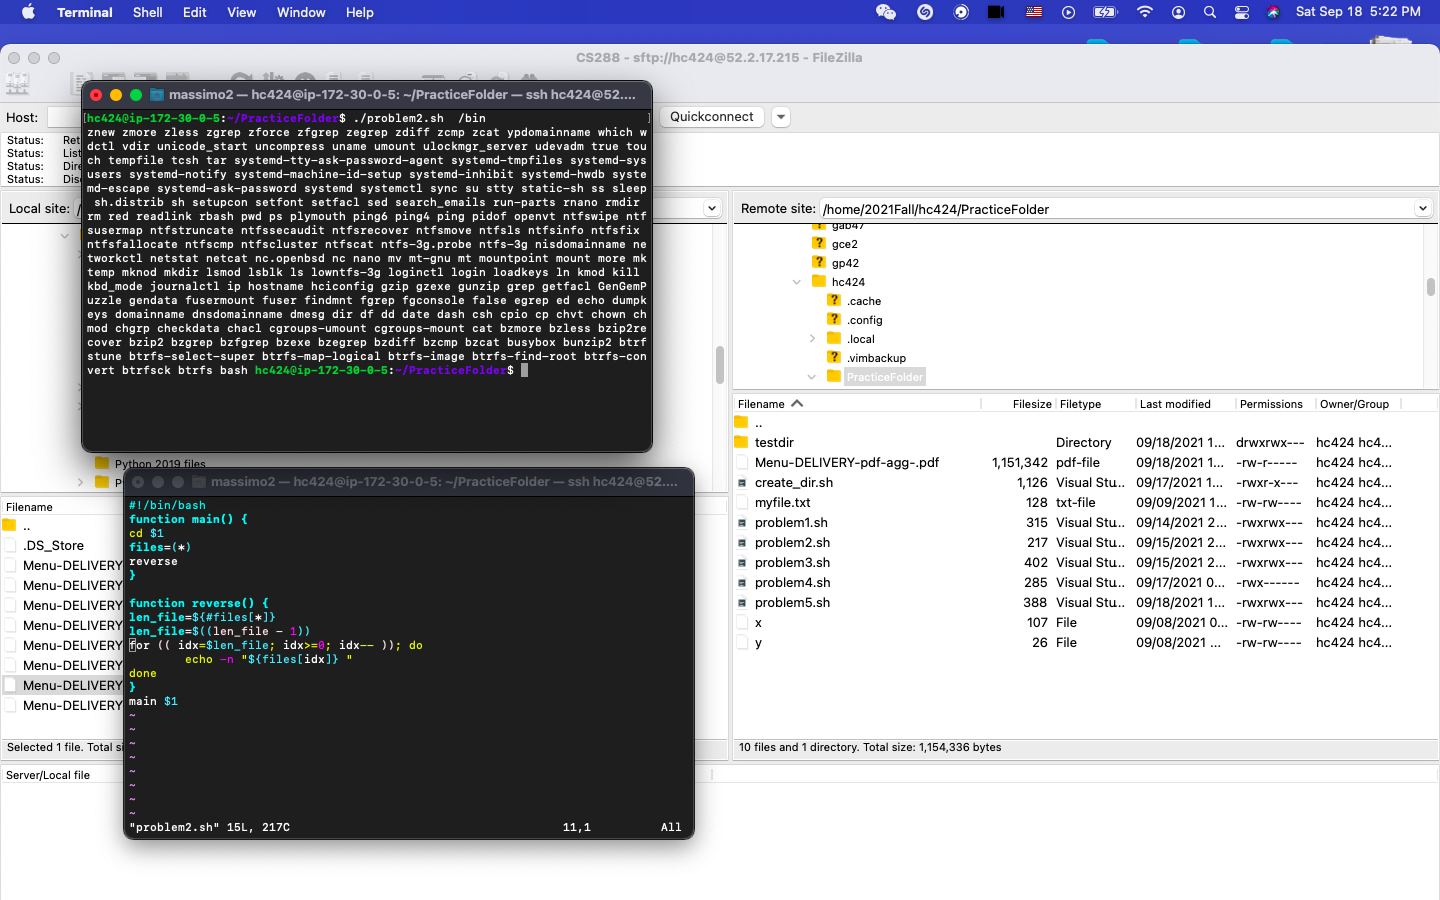 Terminal Shell Edit View Window Help Sat Sep 18 5:22 PM
CS288 - sftp://hc424@52.2.17.215 - FileZilla
massimo2 — hc424@ip-172-30-0-5: ~/PracticeFolder — ssh hc424@52....
Host: Quickconnect
[hc424@ip-172-30-0-5:~/PracticeFolder$ ./problem2.sh /bin ]
znew zmore zless zgrep zforce zfgrep zegrep zdiff zcmp zcat ypdomainname which w
dctl vdir unicode_start uncompress uname umount ulockmgr_server udevadm true tou
ch tempfile tcsh tar systemd-tty-ask-password-agent systemd-tmpfiles systemd-sys
users systemd-notify systemd-machine-id-setup systemd-inhibit systemd-hwdb syste
md-escape systemd-ask-password systemd systemctl sync su stty static-sh ss sleep
sh.distrib sh setupcon setfont setfacl sed search_emails run-parts rnano rmdir
rm red readlink rbash pwd ps plymouth ping6 ping4 ping pidof openvt ntfswipe ntf
susermap ntfstruncate ntfssecaudit ntfsrecover ntfsmove ntfsls ntfsinfo ntfsfix
ntfsfallocate ntfscmp ntfscluster ntfscat ntfs-3g.probe ntfs-3g nisdomainname ne
tworkctl netstat netcat nc.openbsd nc nano mv mt-gnu mt mountpoint mount more mk
temp mknod mkdir lsmod lsblk ls lowntfs-3g loginctl login loadkeys ln kmod kill
kbd_mode journalctl ip hostname hciconfig gzip gzexe gunzip grep getfacl GenGemP
uzzle gendata fusermount fuser findmnt fgrep fgconsole false egrep ed echo dumpk
eys domainname dnsdomainname dmesg dir df dd date dash csh cpio cp chvt chown ch
mod chgrp checkdata chacl cgroups-umount cgroups-mount cat bzmore bzless bzip2re
cover bzip2 bzgrep bzfgrep bzexe bzegrep bzdiff bzcmp bzcat busybox bunzip2 btrf
stune btrfs-select-super btrfs-map-logical btrfs-image btrfs-find-root btrfs-con
vert btrfsck btrfs bash hc424@ip-172-30-0-5:~/PracticeFolder$
Status: Ret
Status: List
Status: Dire
Status: Dis
Local site: /
Python 2019 files
P
Filename
..
.DS_Store
Menu-DELIVERY
Menu-DELIVERY
Menu-DELIVERY
Menu-DELIVERY
Menu-DELIVERY
Menu-DELIVERY
Menu-DELIVERY
Menu-DELIVERY
Selected 1 file. Total si
Server/Local file
massimo2 — hc424@ip-172-30-0-5: ~/PracticeFolder — ssh hc424@52....
#!/bin/bash
function main() {
cd $1
files=(*)
reverse
}
function reverse() {
len_file=${#files[*]}
len_file=$((len_file - 1))
for (( idx=$len_file; idx>=0; idx-- )); do
echo -n "${files[idx]} "
done
}
main $1
~
~
~
~
~
~
~
~
"problem2.sh" 15L, 217C 11,1 All
Remote site: /home/2021Fall/hc424/PracticeFolder
gab47
gce2
gp42
hc424
.cache
.config
.local
.vimbackup
PracticeFolder
Filename Filesize Filetype Last modified Permissions Owner/Group
..
testdir Directory 09/18/2021 1... drwxrwx--- hc424 hc4...
Menu-DELIVERY-pdf-agg-.pdf 1,151,342 pdf-file 09/18/2021 1... -rw-r----- hc424 hc4...
create_dir.sh 1,126 Visual Stu... 09/17/2021 1... -rwxr-x--- hc424 hc4...
myfile.txt 128 txt-file 09/09/2021 1... -rw-rw---- hc424 hc4...
problem1.sh 315 Visual Stu... 09/14/2021 2... -rwxrwx--- hc424 hc4...
problem2.sh 217 Visual Stu... 09/15/2021 2... -rwxrwx--- hc424 hc4...
problem3.sh 402 Visual Stu... 09/15/2021 2... -rwxrwx--- hc424 hc4...
problem4.sh 285 Visual Stu... 09/17/2021 0... -rwx------ hc424 hc4...
problem5.sh 388 Visual Stu... 09/18/2021 1... -rwxrwx--- hc424 hc4...
x 107 File 09/08/2021 0... -rw-rw---- hc424 hc4...
y 26 File 09/08/2021 ... -rw-rw---- hc424 hc4...
10 files and 1 directory. Total size: 1,154,336 bytes